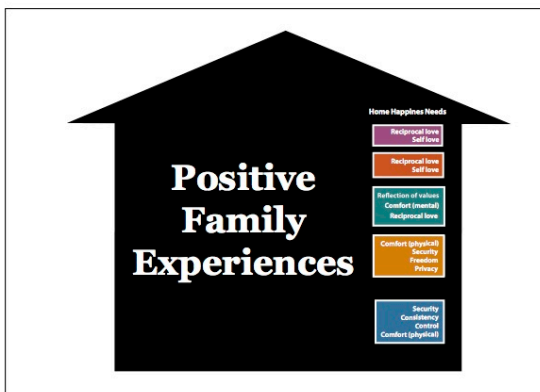 Home Happines Needs
Reciprocal love
Self love
Reciprocal love
Self love
Positive
Family
Experiences
Reflection of values
Comfort (mental)
Reciprocal love
Comfort (physical)
Security
Freedom
Privacy
Security
Consistency
Control
Comfort (physical)